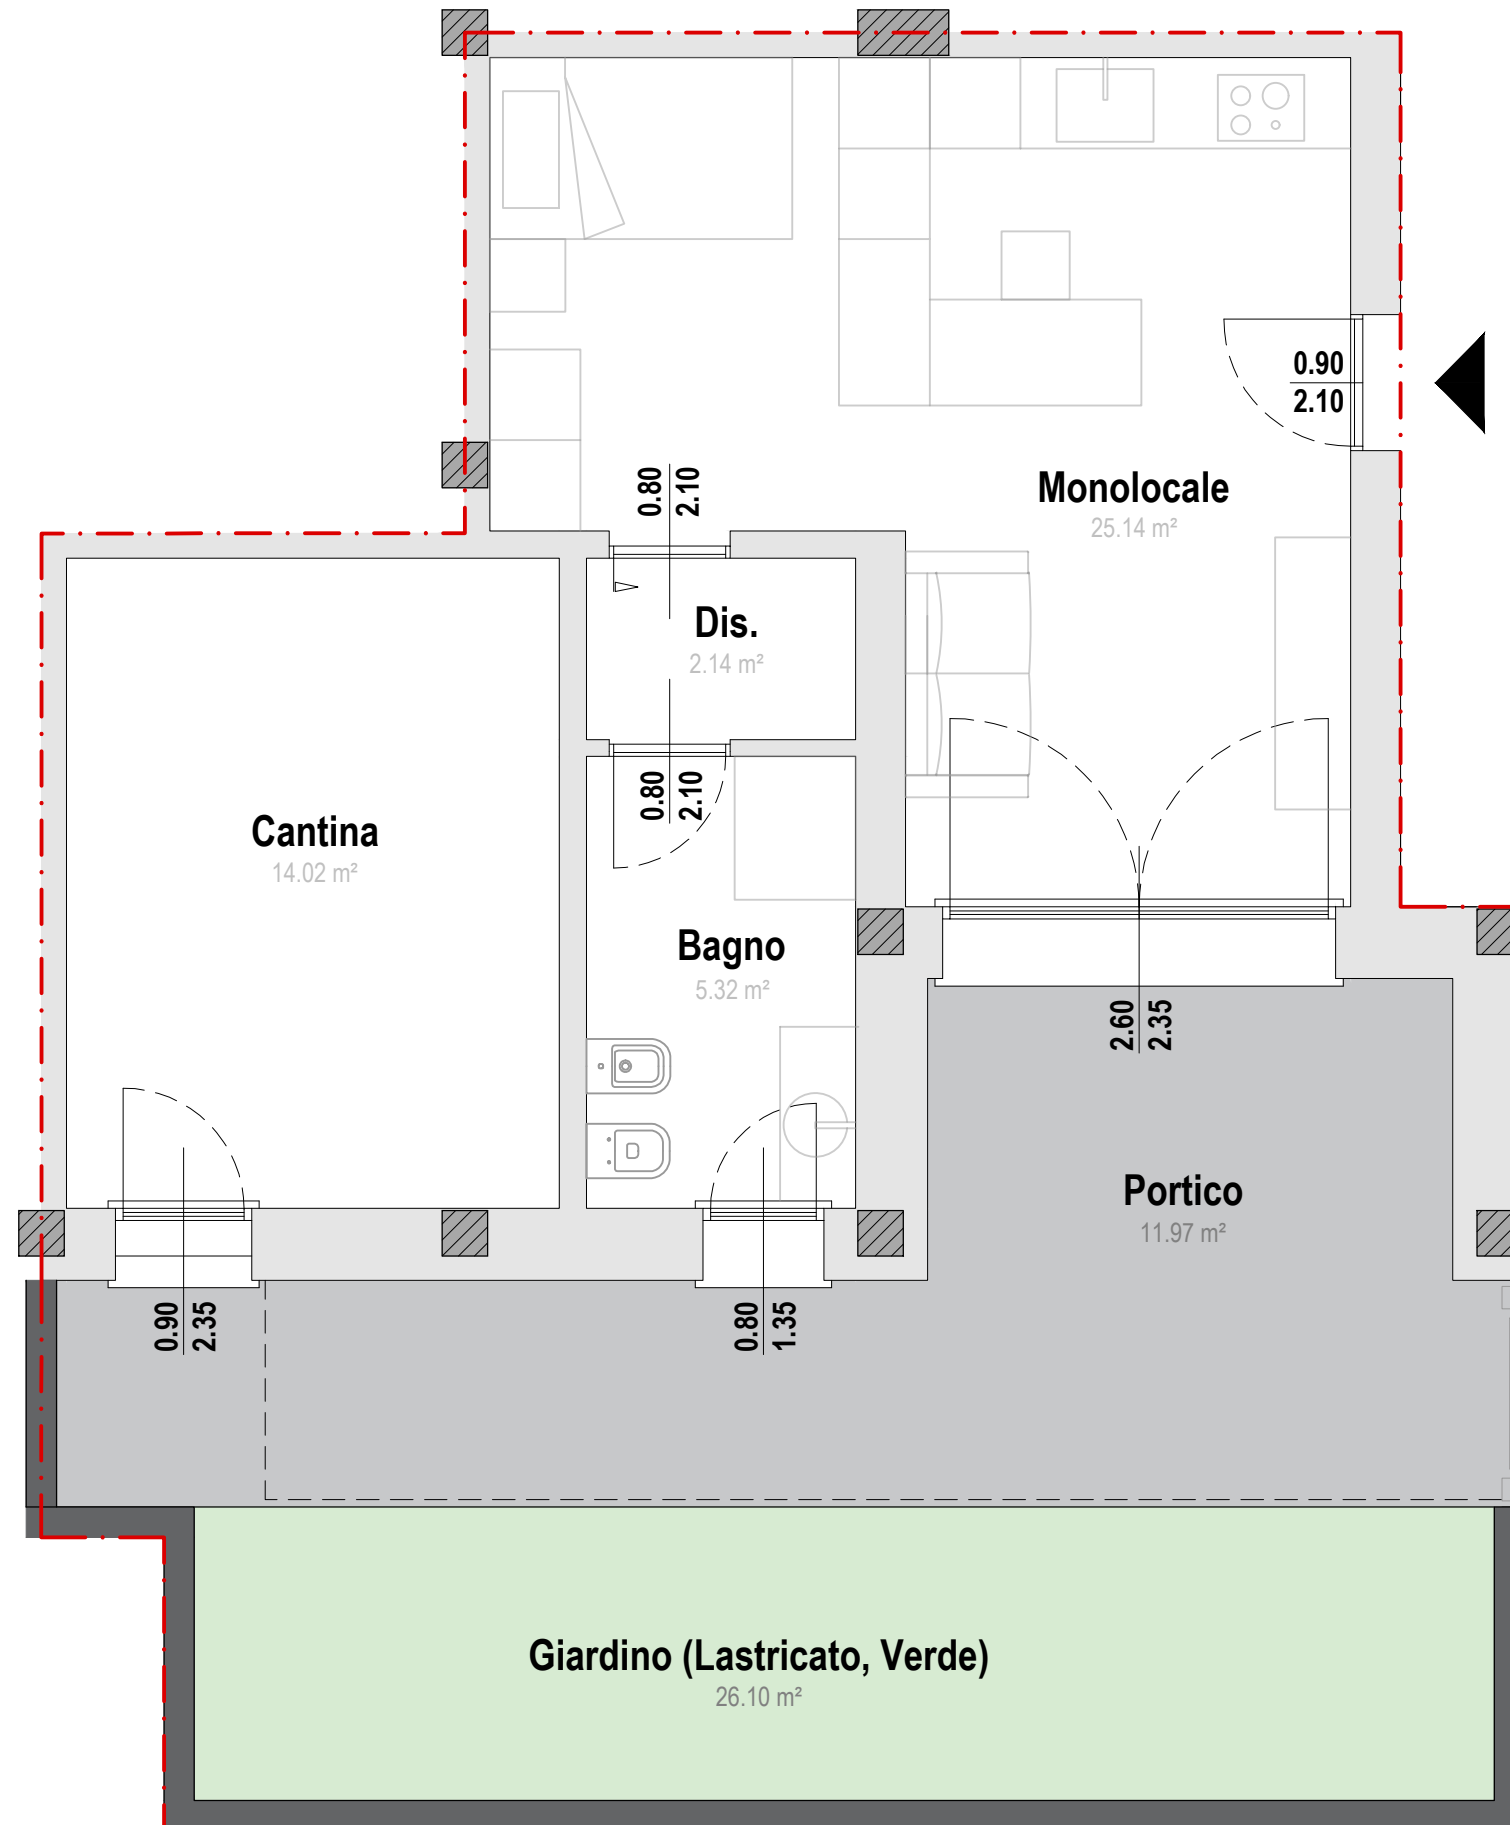 0.90
2.10
0.80
2.10
Monolocale
25.14 m²
Dis.
2.14 m²
0.80
2.10
Cantina
14.02 m²
Bagno
5.32 m²
2.60
2.35
Portico
11.97 m²
0.90
2.35
0.80
1.35
Giardino (Lastricato, Verde)
26.10 m²